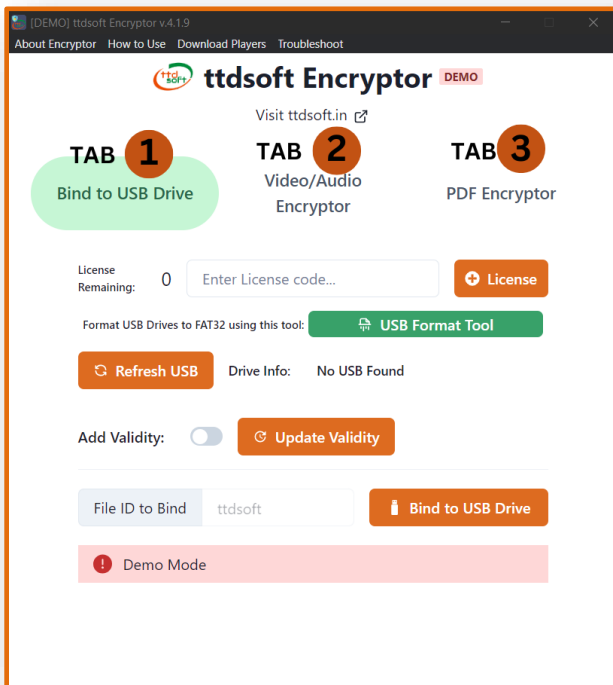 [DEMO] ttdsoft Encryptor v.4.1.9
About Encryptor How to Use Download Players Troubleshoot
ttd soft
ttdsoft Encryptor DEMO
Visit ttdsoft.in
TAB 1
Bind to USB Drive
TAB 2
Video/Audio
Encryptor
TAB 3
PDF Encryptor
License
Remaining:
0
Enter License code...
License
Format USB Drives to FAT32 using this tool:
USB Format Tool
Refresh USB
Drive Info:
No USB Found
Add Validity:
Update Validity
File ID to Bind
ttdsoft
Bind to USB Drive
Demo Mode